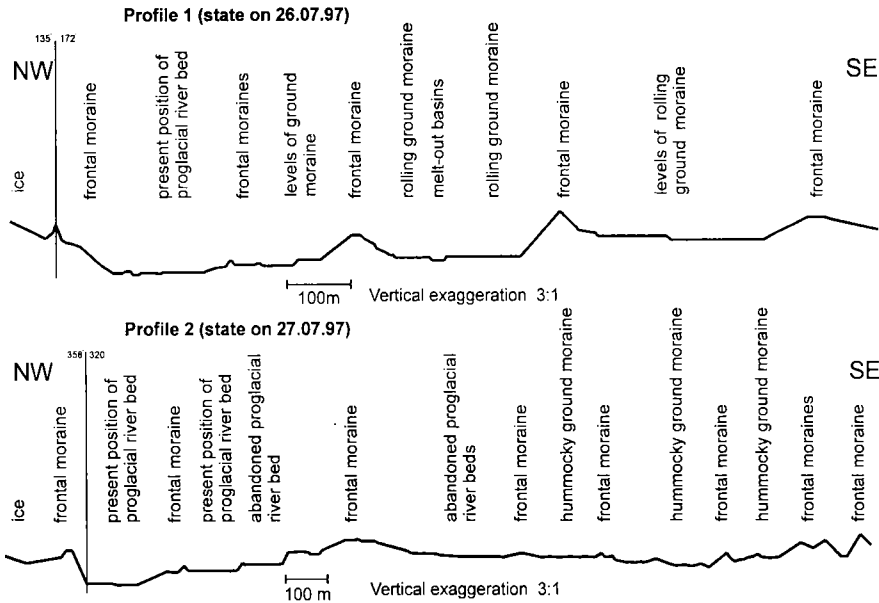 Profile 1 (state on 26.07.97)
135 172
NW
SE
ice
frontal moraine
present position of
proglacial river bed
frontal moraines
levels of ground
moraine
frontal moraine
rolling ground moraine
melt-out basins
rolling ground moraine
frontal moraine
levels of rolling
ground moraine
frontal moraine
100m
Vertical exaggeration 3:1
Profile 2 (state on 27.07.97)
358 320
NW
SE
ice
frontal moraine
present position of
proglacial river bed
frontal moraine
present position of
proglacial river bed
abandoned proglacial
river bed
frontal moraine
abandoned proglacial
river beds
frontal moraine
hummocky ground moraine
frontal moraine
hummocky ground moraine
frontal moraine
hummocky ground moraine
frontal moraines
frontal moraine
100 m
Vertical exaggeration 3:1